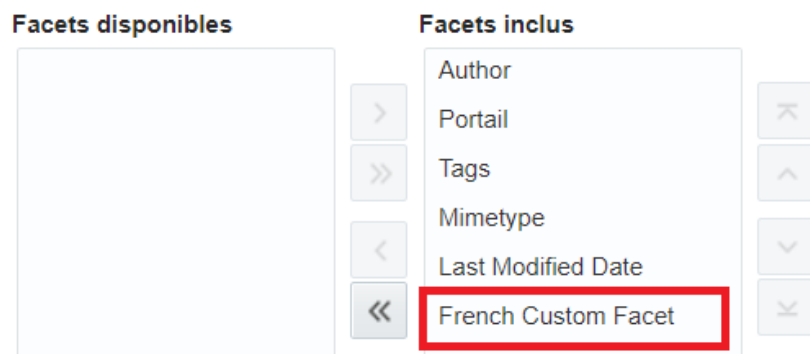 Facets disponibles
Facets inclus
Author
Portail
Tags
Mimetype
Last Modified Date
French Custom Facet